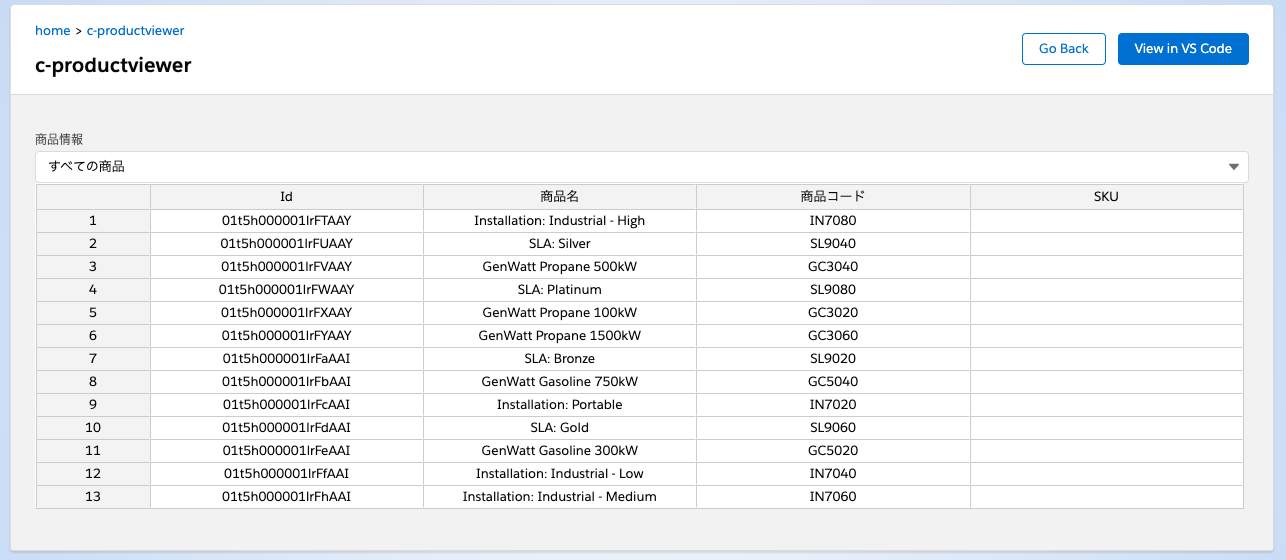 home > c-productviewer
c-productviewer
Go Back
View in VS Code
商品情報
すべての商品
Id 商品名 商品コード SKU
1 01t5h000001lrFTAAY Installation: Industrial - High IN7080
2 01t5h000001lrFUAAY SLA: Silver SL9040
3 01t5h000001lrFVAAY GenWatt Propane 500kW GC3040
4 01t5h000001lrFWAAY SLA: Platinum SL9080
5 01t5h000001lrFXAAY GenWatt Propane 100kW GC3020
6 01t5h000001lrFYAAY GenWatt Propane 1500kW GC3060
7 01t5h000001lrFaAAI SLA: Bronze SL9020
8 01t5h000001lrFbAAI GenWatt Gasoline 750kW GC5040
9 01t5h000001lrFcAAI Installation: Portable IN7020
10 01t5h000001lrFdAAI SLA: Gold SL9060
11 01t5h000001lrFeAAI GenWatt Gasoline 300kW GC5020
12 01t5h000001lrFfAAI Installation: Industrial - Low IN7040
13 01t5h000001lrFhAAI Installation: Industrial - Medium IN7060